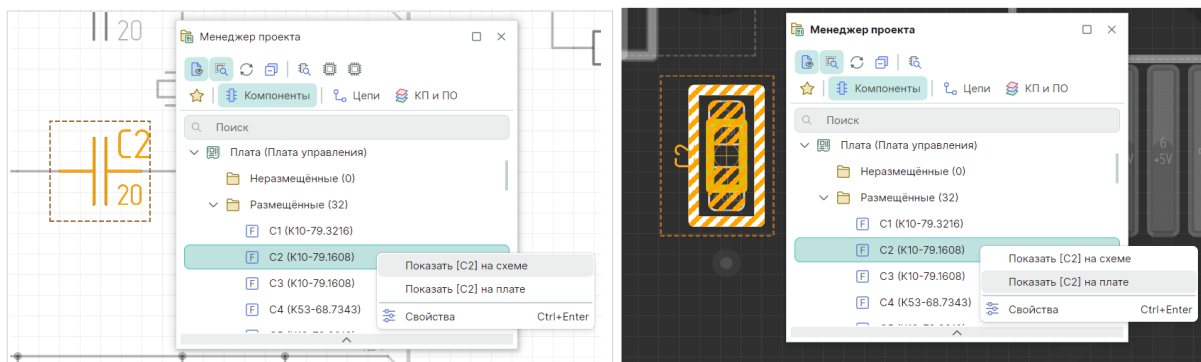 20
Менеджер проекта
Компоненты
Цепи
КП и ПО
Поиск
Плата (Плата управления)
Неразмещённые (0)
Размещённые (32)
C1 (К10-79.3216)
C2 (К10-79.1608)
C3 (К10-79.1608)
C4 (К53-68.7343)
Показать [C2] на схеме
Показать [C2] на плате
Свойства
Ctrl+Enter
C2
20
Менеджер проекта
Компоненты
Цепи
КП и ПО
Поиск
Плата (Плата управления)
Неразмещённые (0)
Размещённые (32)
C1 (К10-79.3216)
C2 (К10-79.1608)
C3 (К10-79.1608)
C4 (К53-68.7343)
Показать [C2] на схеме
Показать [C2] на плате
Свойства
Ctrl+Enter
C2
6
+5V